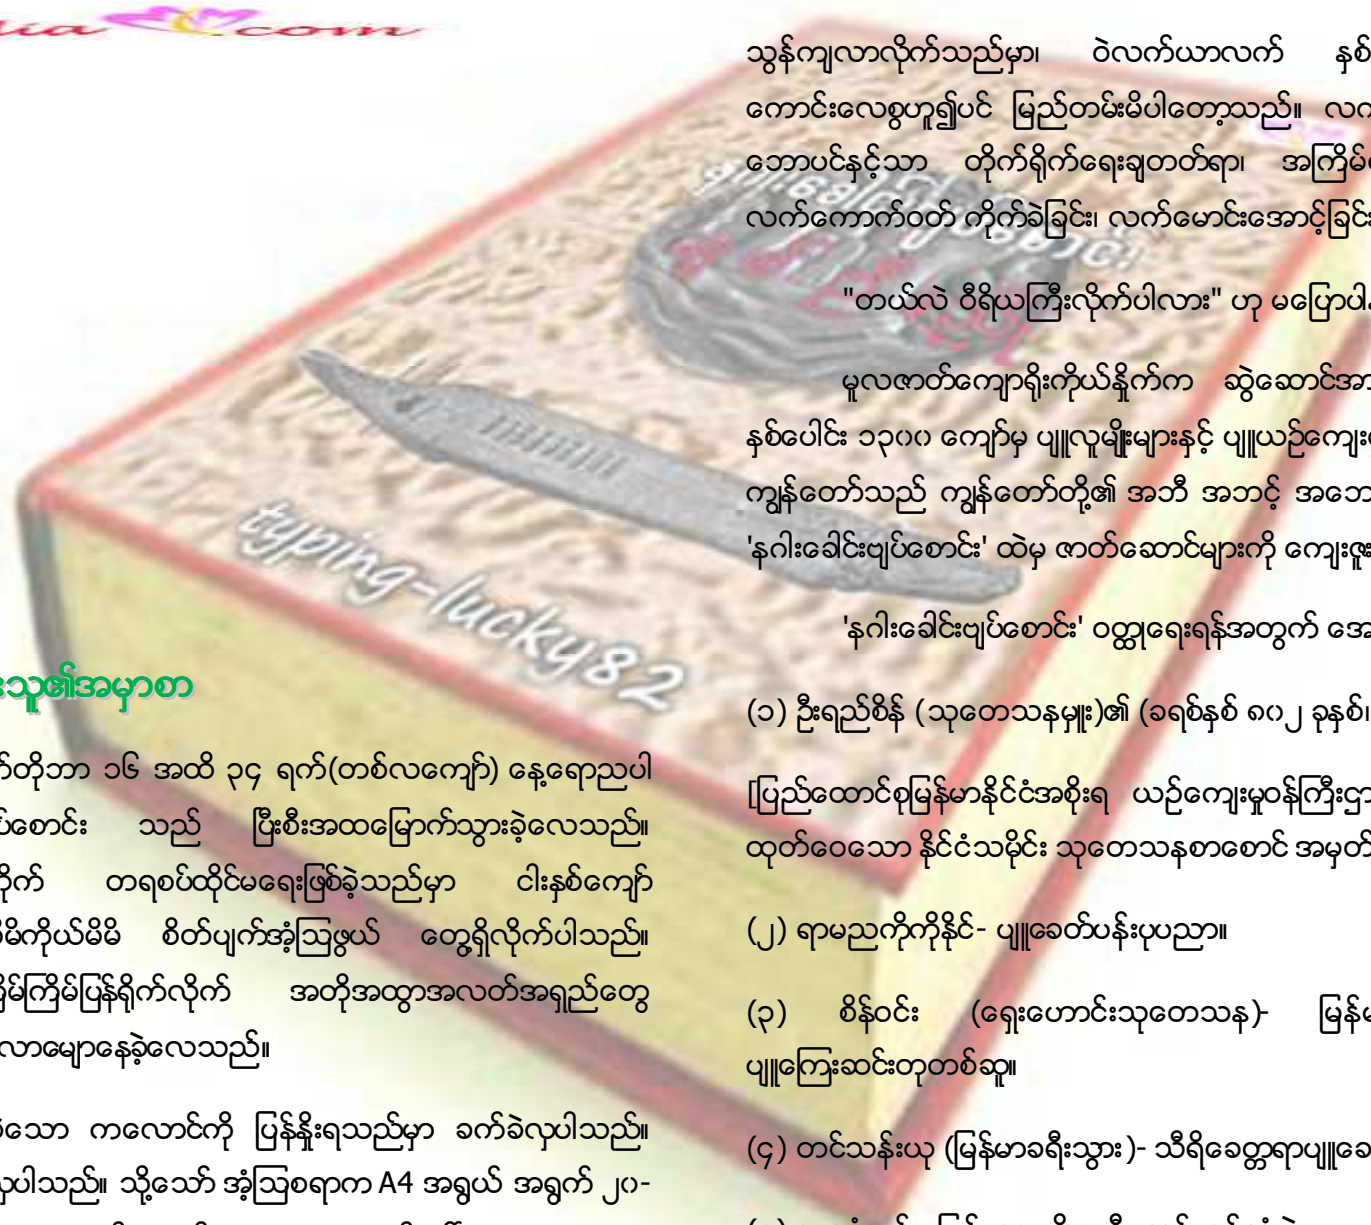 com
သူ၏အမှာစာ
တိုဘာ ၁၆ အထိ ၃၄ ရက်(တစ်လကျော်) နေ့ရောညပါ
စောင်း သည် ပြီးစီးအထမြောက်သွားခဲ့လေသည်။
တရစပ်ထိုင်မရေးဖြစ်ခဲ့သည်မှာ ငါးနှစ်ကျော်
မိမိကိုယ်မိမိ စိတ်ပျက်အံ့ဩဖွယ် တွေ့ရှိလိုက်ပါသည်။
ကြိမ်ပြန်ရိုက်လိုက် အတိုအထွာအလတ်အရှည်တွေ
မျောနေခဲ့လေသည်။
သော ကလောင်ကို ပြန်နှိုးရသည်မှာ ခက်ခဲလှပါသည်။
လှပါသည်။ သို့သော် အံ့ဩစရာက A4 အရွယ် အရွက် ၂၀-
သွန်ကျလာလိုက်သည်မှာ၊ ဝဲလက်ယာလက် နှစ်
ကောင်းလေစွဟူ၍ပင် မြည်တမ်းမိပါတော့သည်။
ဘောပင်နှင့်သာ တိုက်ရိုက်ရေးချတတ်ရာ၊ အကြိမ်
လက်ကောက်ဝတ် ကိုက်ခဲခြင်း၊ လက်မောင်းအောင့်ခြင်း
"တယ်လဲ ဝီရိယကြီးလိုက်ပါလား" ဟု မပြောပါ
မူလဇာတ်ကျောရိုးကိုယ်နှိုက်က ဆွဲဆောင်အာ
နှစ်ပေါင်း ၁၃၀၀ ကျော်မှ ပျူလူမျိုးများနှင့် ပျူယဉ်ကျေး
ကျွန်တော်သည် ကျွန်တော်တို့၏ အဘီ အဘင့် အဘေ
'နဂါးခေါင်းဗျပ်စောင်း' ထဲမှ ဇာတ်ဆောင်များကို ကျေးဇူး
'နဂါးခေါင်းဗျပ်စောင်း' ဝတ္ထုရေးရန်အတွက် အော
(၁) ဦးရည်စိန် (သုတေသနမှူး)၏ (ခရစ်နှစ် ၈၀၂ ခုနှစ်၊
[ပြည်ထောင်စုမြန်မာနိုင်ငံအစိုးရ ယဉ်ကျေးမှုဝန်ကြီးဌာ
ထုတ်ဝေသော နိုင်ငံသမိုင်း သုတေသနစာစောင် အမှတ်
(၂) ရာမညကိုကိုနိုင်- ပျူခေတ်ပန်းပုပညာ။
(၃) စိန်ဝင်း (ရှေးဟောင်းသုတေသန)- မြန်မ
ပျူကြေးဆင်းတုတစ်ဆူ။
(၄) တင်သန်းယု (မြန်မာခရီးသွား)- သီရိခေတ္တရာပျူခေ
နဂါးခေါင်းဗျပ်စောင်း
typing-lucky82